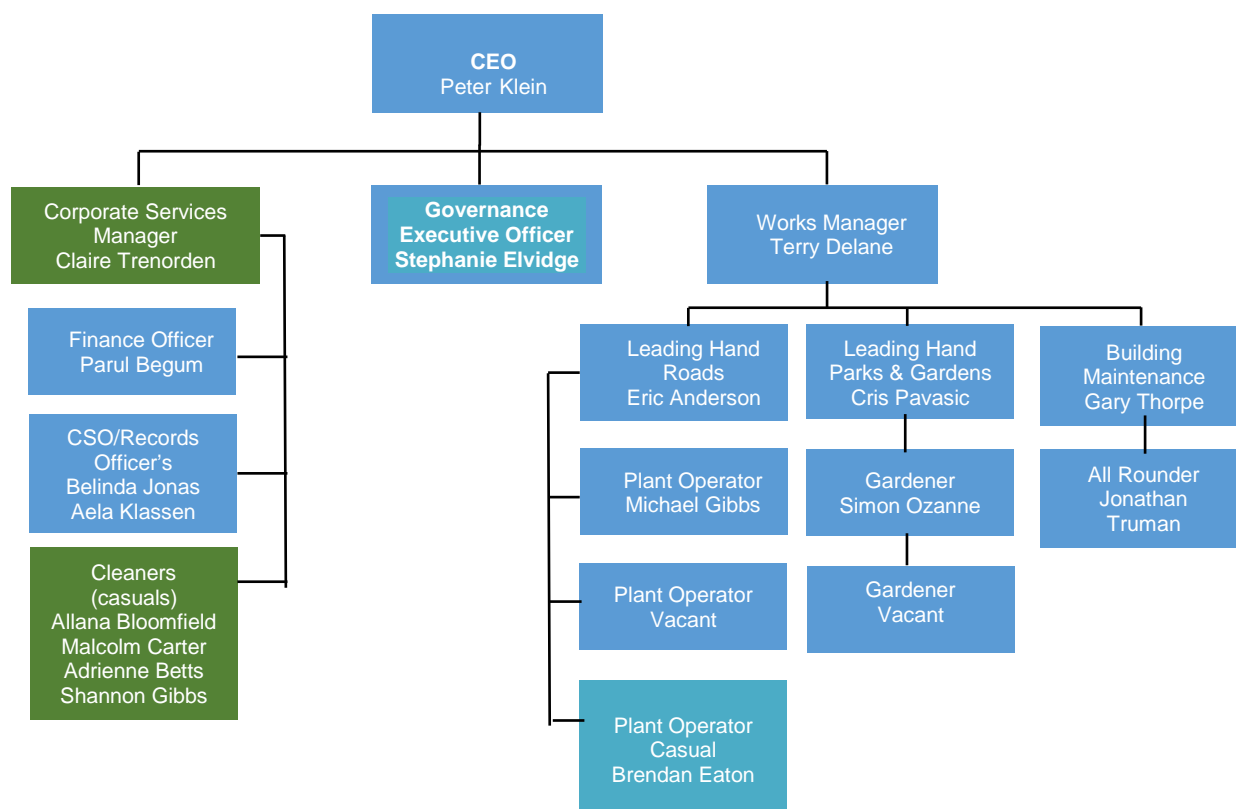 CEO
Peter Klein
Corporate Services
Manager
Claire Trenorden
Governance
Executive Officer
Stephanie Elvidge
Works Manager
Terry Delane
Finance Officer
Parul Begum
CSO/Records
Officer’s
Belinda Jonas
Aela Klassen
Cleaners
(casuals)
Allana Bloomfield
Malcolm Carter
Adrienne Betts
Shannon Gibbs
Leading Hand
Roads
Eric Anderson
Plant Operator
Michael Gibbs
Plant Operator
Vacant
Plant Operator
Casual
Brendan Eaton
Leading Hand
Parks & Gardens
Cris Pavasic
Gardener
Simon Ozanne
Gardener
Vacant
Building
Maintenance
Gary Thorpe
All Rounder
Jonathan
Truman